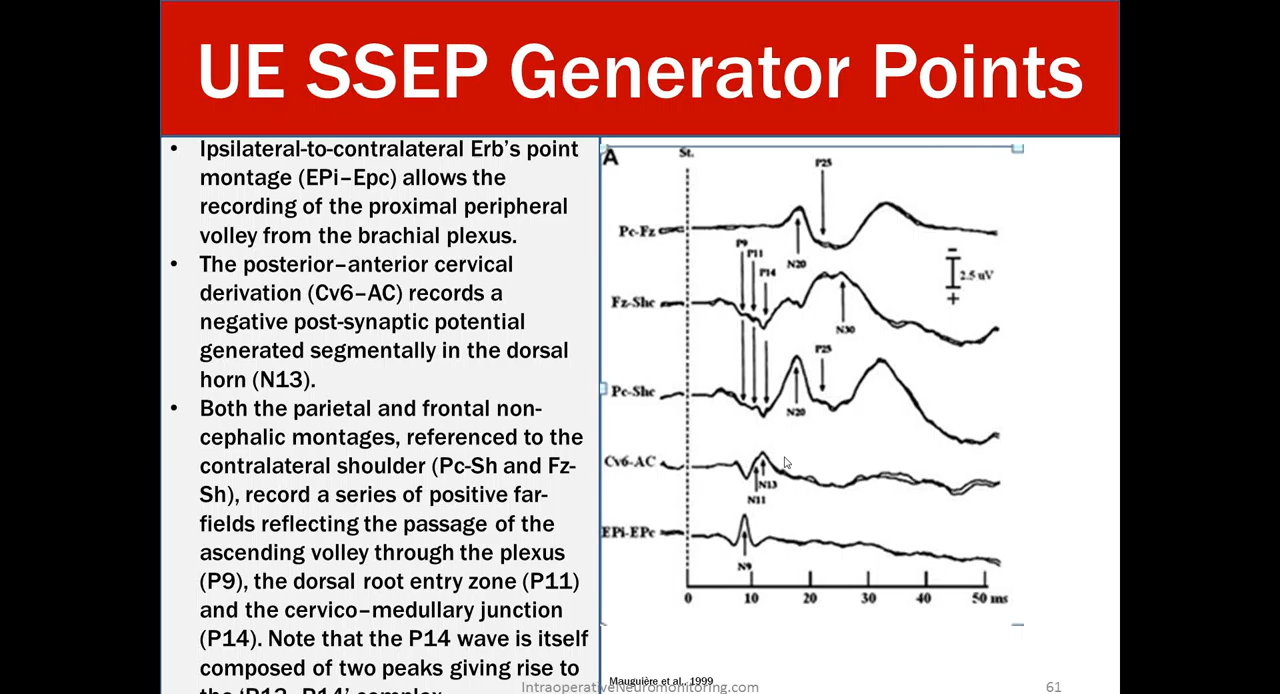 UE SSEP Generator Points
• Ipsilateral-to-contralateral Erb’s point
montage (EPi–Epc) allows the
recording of the proximal peripheral
volley from the brachial plexus.
• The posterior–anterior cervical
derivation (Cv6–AC) records a
negative post-synaptic potential
generated segmentally in the dorsal
horn (N13).
• Both the parietal and frontal non-
cephalic montages, referenced to the
contralateral shoulder (Pc-Sh and Fz-
Sh), record a series of positive far-
fields reflecting the passage of the
ascending volley through the plexus
(P9), the dorsal root entry zone (P11)
and the cervico–medullary junction
(P14). Note that the P14 wave is itself
composed of two peaks giving rise to
the ‘P13–P14’ complex
A
St.
P25
Pc-Fz
N20
P9
P11
P14
−
2.5 uV
+
Fz-Shc
N30
P25
Pc-Shc
N20
Cv6-AC
N13
N11
EPi-EPc
N9
0 10 20 30 40 50 ms
Mauguière et al., 1999
IntraoperativeNeuromonitoring.com
61